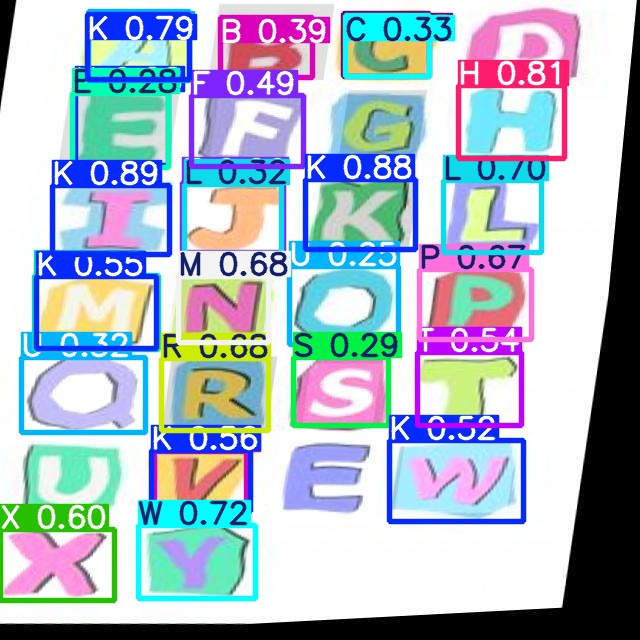 K 0.79 B 0.39 C 0.33
A B C D
E 0.28 F 0.49 H 0.81
E F G H
K 0.89 L 0.32 K 0.88 L 0.70
I J K L
K 0.55 M 0.68 U 0.25 P 0.67
M N O P
U 0.32 R 0.68 S 0.29 T 0.54
Q R S T
K 0.56 K 0.52
U V E W
X 0.60 W 0.72
X Y